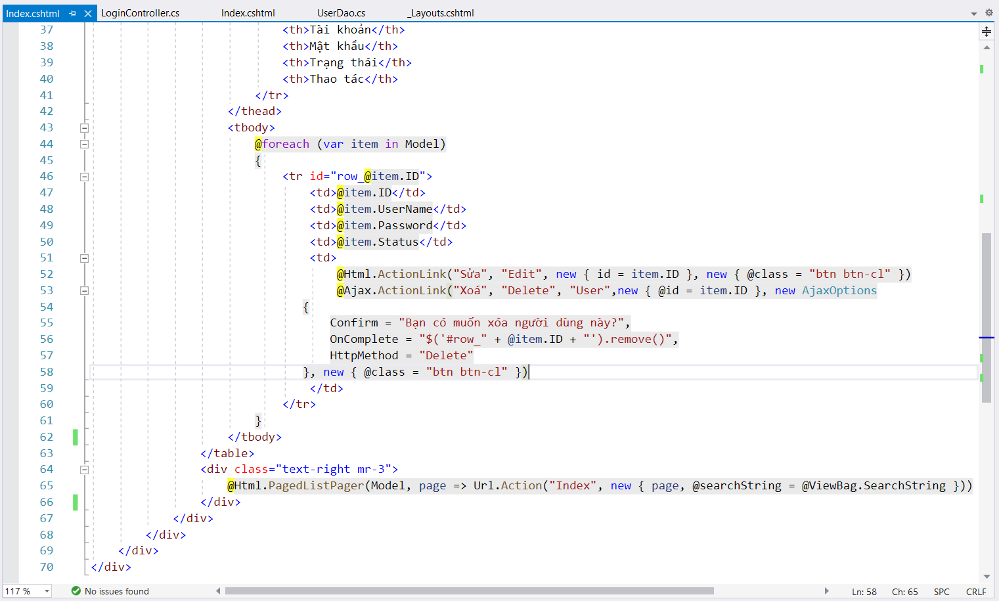 Index.cshtml LoginController.cs Index.cshtml UserDao.cs _Layouts.cshtml
37 <th>Tài khoản</th>
38 <th>Mật khẩu</th>
39 <th>Trạng thái</th>
40 <th>Thao tác</th>
41 </tr>
42 </thead>
43 <tbody>
44 @foreach (var item in Model)
45 {
46 <tr id="row_@item.ID">
47 <td>@item.ID</td>
48 <td>@item.UserName</td>
49 <td>@item.Password</td>
50 <td>@item.Status</td>
51 <td>
52 @Html.ActionLink("Sửa", "Edit", new { id = item.ID }, new { @class = "btn btn-cl" })
53 @Ajax.ActionLink("Xoá", "Delete", "User",new { @id = item.ID }, new AjaxOptions
54 {
55 Confirm = "Bạn có muốn xóa người dùng này?",
56 OnComplete = "$('#row_" + @item.ID + "').remove()",
57 HttpMethod = "Delete"
58 }, new { @class = "btn btn-cl" })
59 </td>
60 </tr>
61 }
62 </tbody>
63 </table>
64 <div class="text-right mr-3">
65 @Html.PagedListPager(Model, page => Url.Action("Index", new { page, @searchString = @ViewBag.SearchString }))
66 </div>
67 </div>
68 </div>
69 </div>
70 </div>
117 % No issues found Ln: 58 Ch: 65 SPC CRLF